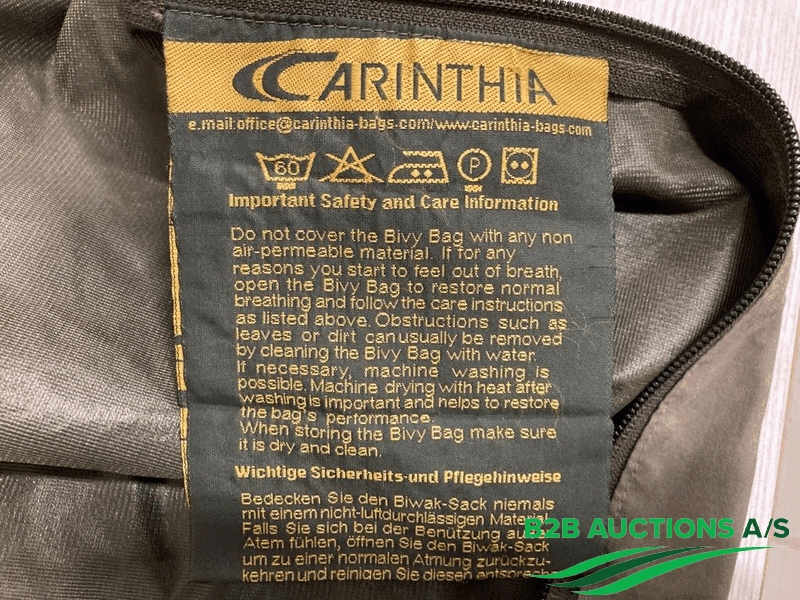 CARINTHIA
e.mail:office@carinthia-bags.com/www.carinthia-bags.com
60 P
Important Safety and Care Information
Do not cover the Bivy Bag with any non
air-permeable material. If for any
reasons you start to feel out of breath,
open the Bivy Bag to restore normal
breathing and follow the care instructions
as listed above. Obstructions such as
leaves or dirt can usually be removed
by cleaning the Bivy Bag with water.
If necessary, machine washing is
possible. Machine drying with heat after
washing is important and helps to restore
the bag's performance.
When storing the Bivy Bag make sure
it is dry and clean.
Wichtige Sicherheits-und Pflegehinweise
Bedecken Sie den Biwak-Sack niemals
mit einem nicht-luftdurchlässigen Material.
Falls Sie sich bei der Benützung
Atem fühlen, öffnen Sie den Biwak-Sack
um zu einer normalen Atmung zurückzu-
kehren und reinigen Sie diesen
B2B AUCTIONS A/S